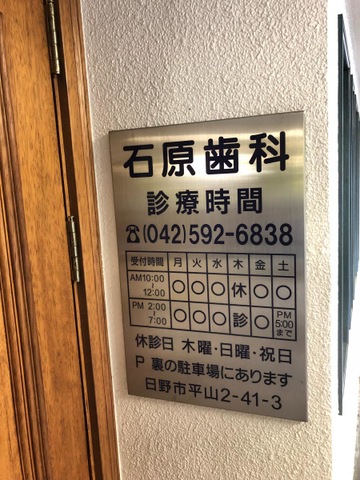 石原歯科
診療時間
☎(042)592-6838
受付時間 月 火 水 木 金 土
AM10:00〜12:00 ○ ○ ○ 休 ○ ○
PM 2:00〜7:00 ○ ○ ○ 診 ○ PM5:00まで
休診日 木曜・日曜・祝日
P 裏の駐車場にあります
日野市平山2-41-3